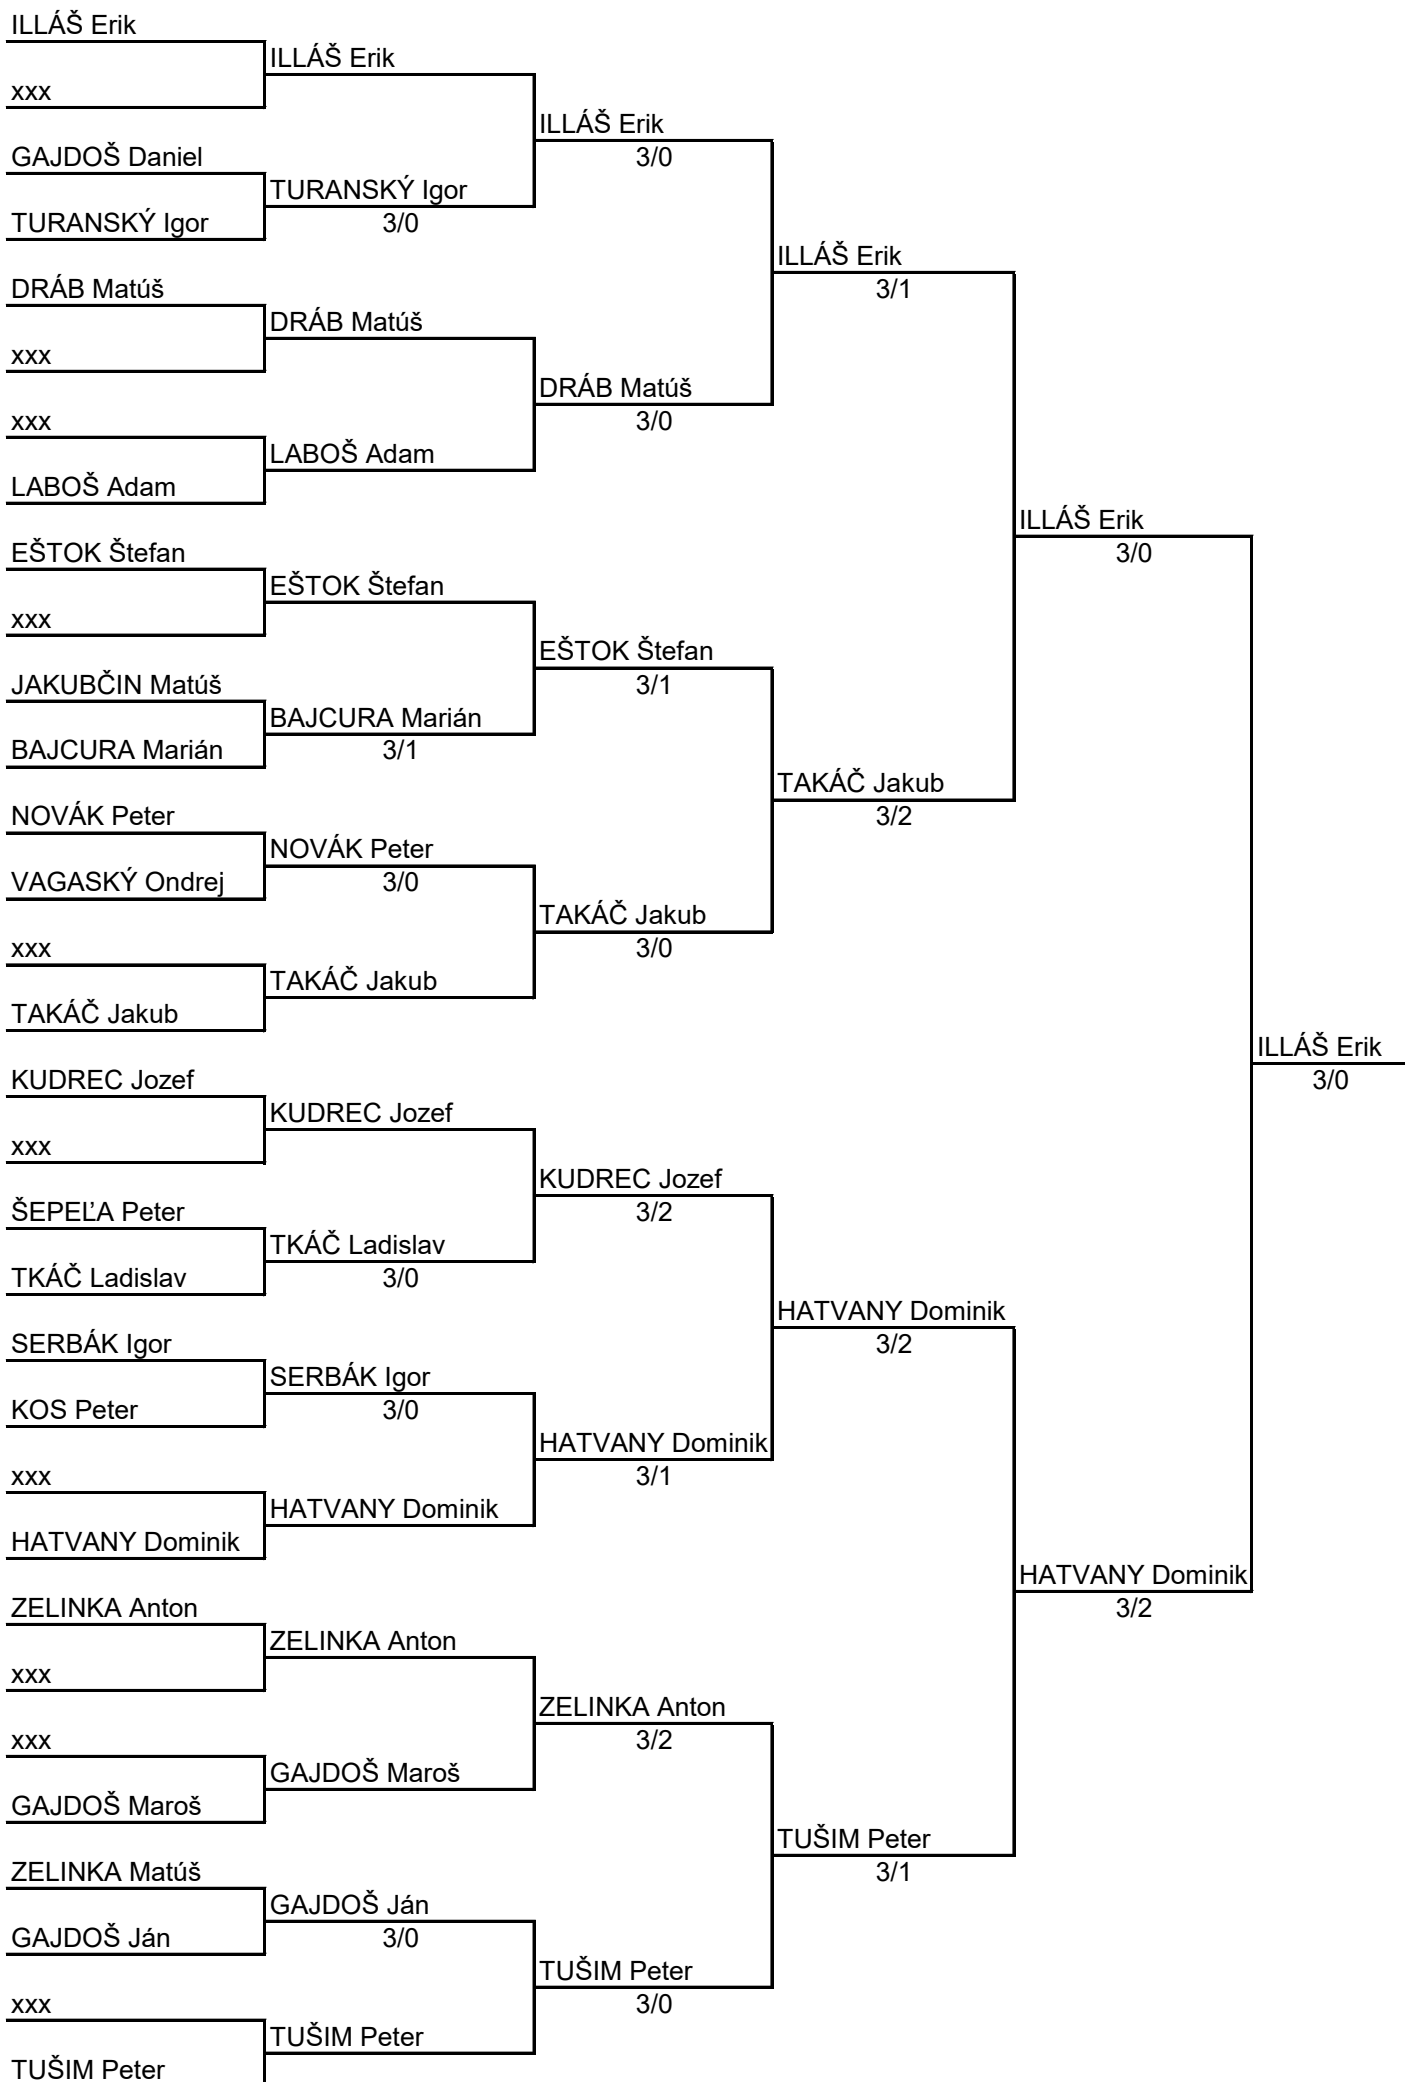 ILLÁŠ Erik
ILLÁŠ Erik
xxx
ILLÁŠ Erik
GAJDOŠ Daniel
3/0
TURANSKÝ Igor
TURANSKÝ Igor
3/0
ILLÁŠ Erik
DRÁB Matúš
3/1
DRÁB Matúš
xxx
DRÁB Matúš
xxx
3/0
LABOŠ Adam
LABOŠ Adam
ILLÁŠ Erik
EŠTOK Štefan
3/0
EŠTOK Štefan
xxx
EŠTOK Štefan
JAKUBČIN Matúš
3/1
BAJCURA Marián
BAJCURA Marián
3/1
TAKÁČ Jakub
NOVÁK Peter
3/2
NOVÁK Peter
VAGASKÝ Ondrej
3/0
TAKÁČ Jakub
xxx
3/0
TAKÁČ Jakub
TAKÁČ Jakub
ILLÁŠ Erik
KUDREC Jozef
3/0
KUDREC Jozef
xxx
KUDREC Jozef
ŠEPEĽA Peter
3/2
TKÁČ Ladislav
TKÁČ Ladislav
3/0
HATVANY Dominik
SERBÁK Igor
3/2
SERBÁK Igor
KOS Peter
3/0
HATVANY Dominik
xxx
3/1
HATVANY Dominik
HATVANY Dominik
HATVANY Dominik
ZELINKA Anton
3/2
ZELINKA Anton
xxx
ZELINKA Anton
xxx
3/2
GAJDOŠ Maroš
GAJDOŠ Maroš
TUŠIM Peter
ZELINKA Matúš
3/1
GAJDOŠ Ján
GAJDOŠ Ján
3/0
TUŠIM Peter
xxx
3/0
TUŠIM Peter
TUŠIM Peter